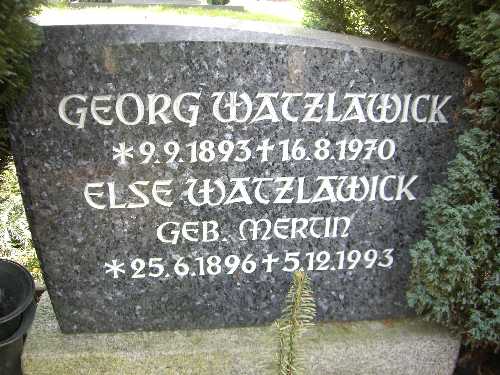 GEORG WATZLAWICK
* 9.9.1893 † 16.8.1970
ELSE WATZLAWICK
GEB. MERTIN
* 25.6.1896 † 5.12.1993